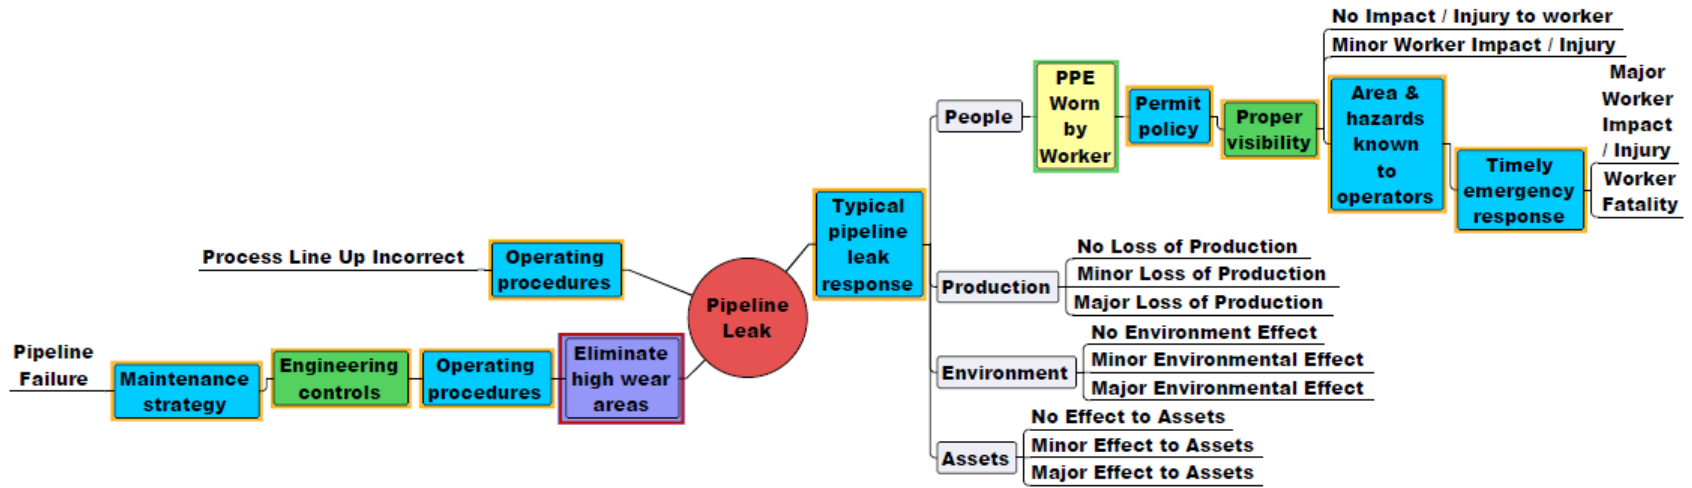 No Impact / Injury to worker
Minor Worker Impact / Injury
Major
Worker
Impact
/ Injury
Worker
Fatality
Area &
hazards
known
to
operators
Timely
emergency
response
PPE
Worn
by
Worker
Permit
policy
Proper
visibility
People
Typical
pipeline
leak
response
Production
No Loss of Production
Minor Loss of Production
Major Loss of Production
Environment
No Environment Effect
Minor Environmental Effect
Major Environmental Effect
Assets
No Effect to Assets
Minor Effect to Assets
Major Effect to Assets
Pipeline
Leak
Process Line Up Incorrect
Operating
procedures
Pipeline
Failure
Maintenance
strategy
Engineering
controls
Operating
procedures
Eliminate
high wear
areas